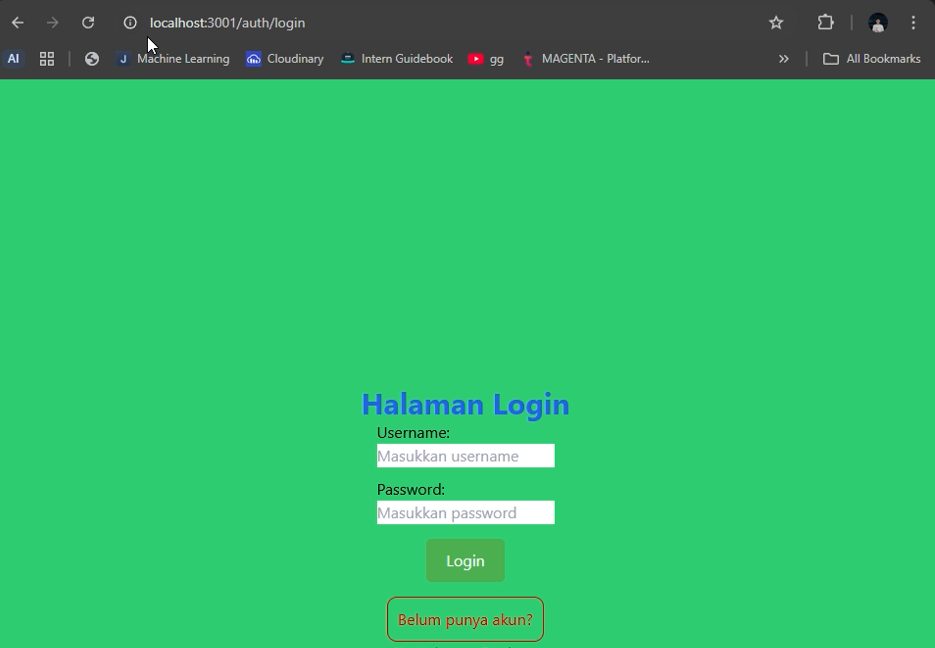 localhost:3001/auth/login
AI J Machine Learning Cloudinary Intern Guidebook gg MAGENTA - Platfor... » All Bookmarks
Halaman Login
Username:
Masukkan username
Password:
Masukkan password
Login
Belum punya akun?